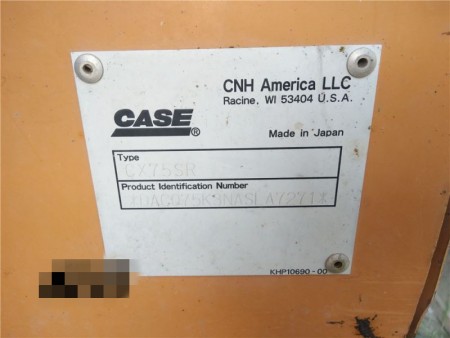 CNH America LLC
Racine, WI 53404 U.S.A.
CASE®
Made in Japan
Type
CX75SR
Product Identification Number
KHP10690-00